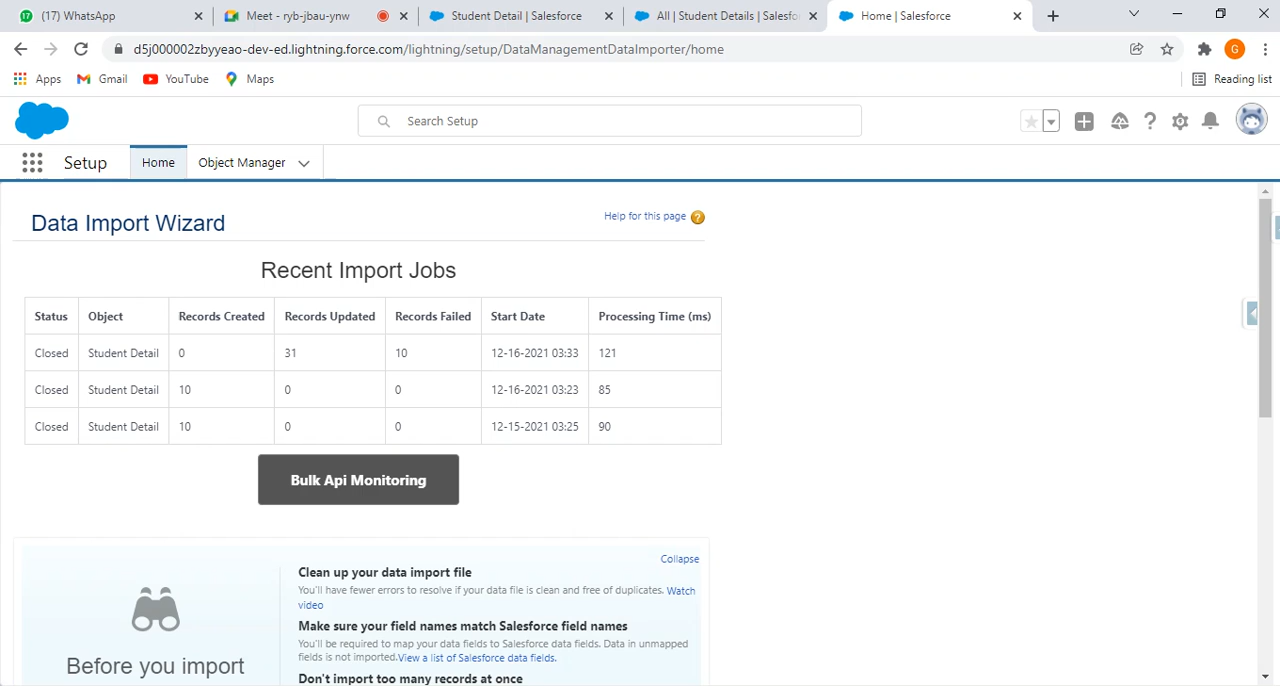 (17) WhatsApp
Meet - ryb-jbau-ynw
Student Detail | Salesforce
All | Student Details | Salesfo
Home | Salesforce
d5j000002zbyyeao-dev-ed.lightning.force.com/lightning/setup/DataManagementDataImporter/home
G
Apps
Gmail
YouTube
Maps
Reading list
Search Setup
Setup
Home
Object Manager
Data Import Wizard
Help for this page
Recent Import Jobs
Status Object Records Created Records Updated Records Failed Start Date Processing Time (ms)
Closed Student Detail 0 31 10 12-16-2021 03:33 121
Closed Student Detail 10 0 0 12-16-2021 03:23 85
Closed Student Detail 10 0 0 12-15-2021 03:25 90
Bulk Api Monitoring
Collapse
Before you import
Clean up your data import file
You'll have fewer errors to resolve if your data file is clean and free of duplicates. Watch
video
Make sure your field names match Salesforce field names
You'll be required to map your data fields to Salesforce data fields. Data in unmapped
fields is not imported.View a list of Salesforce data fields.
Don't import too many records at once